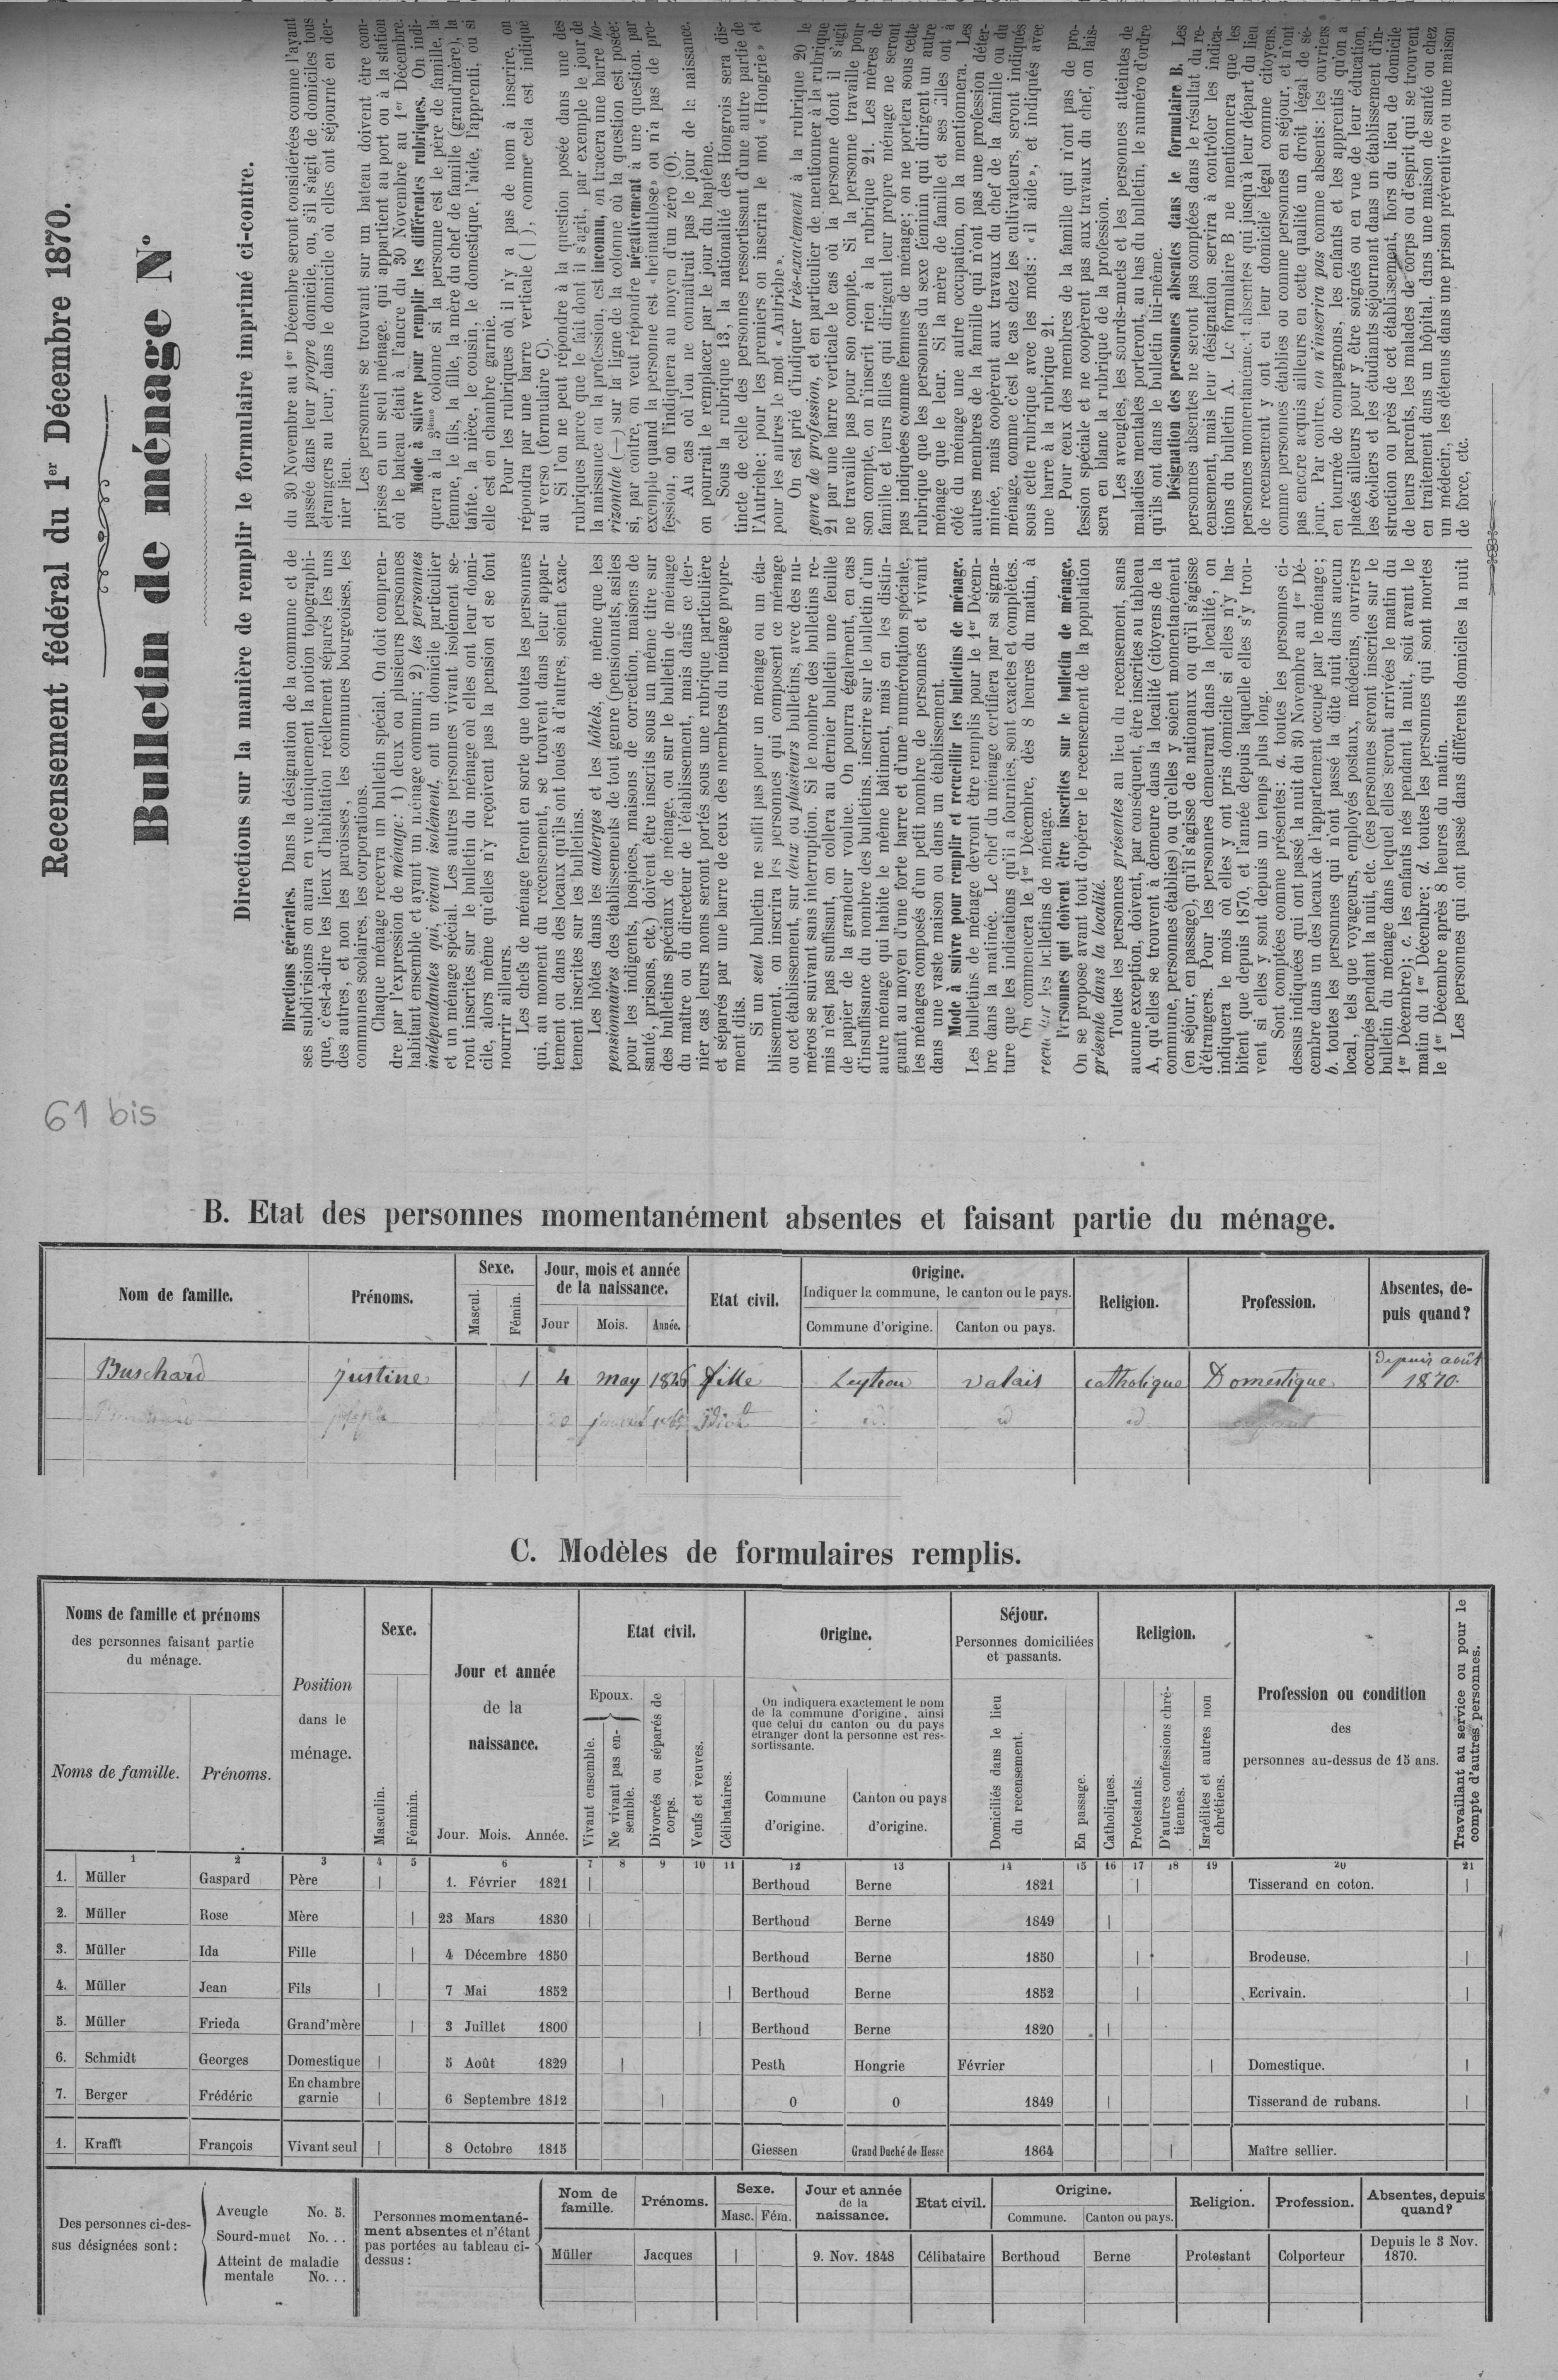 Recensement fédéral du 1er Décembre 1870.
Bulletin de ménage N°
Directions sur la manière de remplir le formulaire imprimé ci-contre.
Directions générales. Dans la désignation de la commune et de
ses subdivisions on aura en vue uniquement la notion topographi-
que, c'est-à-dire les lieux d'habitation réellement séparés les uns
des autres, et non les paroisses, les communes bourgeoises, les
communes scolaires, les corporations.
Chaque ménage recevra un bulletin spécial. On doit compren-
dre par l'expression de ménage: 1) deux ou plusieurs personnes
habitant ensemble et ayant un ménage commun; 2) les personnes
indépendantes qui, vivant isolément, ont un domicile particulier
et un ménage spécial. Les autres personnes vivant isolément se-
ront inscrites sur le bulletin du ménage où elles ont leur domi-
cile, alors même qu'elles n'y reçoivent pas la pension et se font
nourrir ailleurs.
Les chefs de ménage feront en sorte que toutes les personnes
qui, au moment du recensement, se trouvent dans leur appar-
tement ou dans des locaux qu'ils ont loués à d'autres, soient exac-
tement inscrites sur les bulletins.
Les hôtes dans les auberges et les hôtels, de même que les
pensionnaires des établissements de tout genre (pensionnats, asiles
pour les indigents, hospices, maisons de correction, maisons de
santé, prisons, etc.) doivent être inscrits sous un même titre sur
des bulletins spéciaux de ménage, ou sur le bulletin de ménage
du maître ou du directeur de l'établissement, mais dans ce der-
nier cas leurs noms seront portés sous une rubrique particulière
et séparés par une barre de ceux des membres du ménage propre-
ment dits.
Si un seul bulletin ne suffit pas pour un ménage ou un éta-
blissement, on inscrira les personnes qui composent ce ménage
ou cet établissement, sur deux ou plusieurs bulletins, avec des nu-
méros se suivant sans interruption. Si le nombre des bulletins re-
mis n'est pas suffisant, on collera au dernier bulletin une feuille
de papier de la grandeur voulue. On pourra également, en cas
d'insuffisance du nombre des bulletins, inscrire sur le bulletin d'un
autre ménage qui habite le même bâtiment, mais en les distin-
guant au moyen d'une forte barre et d'une numérotation spéciale,
les ménages composés d'un petit nombre de personnes et vivant
dans une vaste maison ou dans un établissement.
Mode à suivre pour remplir et recueillir les bulletins de ménage.
Les bulletins de ménage devront être remplis pour le 1er Décem-
bre dans la matinée. Le chef du ménage certifiera par sa signa-
ture que les indications qu'il a fournies, sont exactes et complètes.
On commencera le 1er Décembre, dès 8 heures du matin, à
les bulletins de ménage.
Personnes qui doivent être inscrites sur le bulletin de ménage.
On se propose avant tout d'opérer le recensement de la population
présente dans la localité.
Toutes les personnes présentes au lieu du recensement, sans
aucune exception, doivent, par conséquent, être inscrites au tableau
A, qu'elles se trouvent à demeure dans la localité (citoyens de la
commune, personnes établies) ou qu'elles y soient momentanément
(en séjour, en passage), qu'il s'agisse de nationaux ou qu'il s'agisse
d'étrangers. Pour les personnes demeurant dans la localité, on
indiquera le mois où elles y ont pris domicile si elles n'y ha-
bitent que depuis 1870, et l'année depuis laquelle elles s'y trou-
vent si elles y sont depuis un temps plus long.
Sont comptées comme présentes: a. toutes les personnes ci-
dessus indiquées qui ont passé la nuit du 30 Novembre au 1er Dé-
cembre dans un des locaux de l'appartement occupé par le ménage;
b. toutes les personnes qui n'ont passé la dite nuit dans aucun
local, tels que voyageurs, employés postaux, médecins, ouvriers
occupés pendant la nuit, etc. (ces personnes seront inscrites sur le
bulletin du ménage dans lequel elles seront arrivées le matin du
1er Décembre); c. les enfants nés pendant la nuit, soit avant le
matin du 1er Décembre; d. toutes les personnes qui sont mortes
le 1er Décembre après 8 heures du matin.
Les personnes qui ont passé dans différents domiciles la nuit
du 30 Novembre au 1er Décembre seront considérées comme l'ayant
passée dans leur propre domicile, ou, s'il s'agit de domiciles tous
étrangers au leur, dans le domicile où elles ont séjourné en der-
nier lieu.
Les personnes se trouvant sur un bateau doivent être com-
prises en un seul ménage, qui appartient au port ou à la station
où le bateau était à l'ancre du 30 Novembre au 1er Décembre.
Mode à suivre pour remplir les différentes rubriques. On indi-
quera à la 3ième colonne si la personne est le père de famille, la
femme, le fils, la fille, la mère du chef de famille (grand'mère), la
tante, la nièce, le cousin, le domestique, l'aide, l'apprenti, ou si
elle est en chambre garnie.
Pour les rubriques où il n'y a pas de nom à inscrire, on
répondra par une barre verticale (|), comme cela est indiqué
au verso (formulaire C).
Si l'on ne peut répondre à la question posée dans une des
rubriques parce que le fait dont il s'agit, par exemple le jour de
la naissance ou la profession, est inconnu, on tracera une barre ho-
rizontale (—) sur la ligne de la colonne où la question est posée;
si, par contre, on veut répondre négativement à une question, par
exemple quand la personne est «heimathlose» ou n'a pas de pro-
fession, on l'indiquera au moyen d'un zéro (0).
Au cas où l'on ne connaîtrait pas le jour de la naissance,
on pourrait le remplacer par le jour du baptême.
Sous la rubrique 13, la nationalité des Hongrois sera dis-
tincte de celle des personnes ressortissant d'une autre partie de
l'Autriche; pour les premiers on inscrira le mot «Hongrie» et
pour les autres le mot «Autriche».
On est prié d'indiquer très-exactement à la rubrique 20 le
genre de profession, et en particulier de mentionner à la rubrique
21 par une barre verticale le cas où la personne dont il s'agit
ne travaille pas pour son compte. Si la personne travaille pour
son compte, on n'inscrit rien à la rubrique 21. Les mères de
famille et leurs filles qui dirigent leur propre ménage ne seront
pas indiquées comme femmes de ménage; on ne portera sous cette
rubrique que les personnes du sexe féminin qui dirigent un autre
ménage que le leur. Si la mère de famille et ses filles ont à
côté du ménage une autre occupation, on la mentionnera. Les
autres membres de la famille qui n'ont pas une profession déter-
minée, mais coopèrent aux travaux du chef de la famille ou du
ménage, comme c'est le cas chez les cultivateurs, seront indiqués
sous cette rubrique avec les mots: «il aide», et indiqués avec
une barre à la rubrique 21.
Pour ceux des membres de la famille qui n'ont pas de pro-
fession spéciale et ne coopèrent pas aux travaux du chef, on lais-
sera en blanc la rubrique de la profession.
Les aveugles, les sourds-muets et les personnes atteintes de
maladies mentales porteront, au bas du bulletin, le numéro d'ordre
qu'ils ont dans le bulletin lui-même.
Désignation des personnes absentes dans le formulaire B. Les
personnes absentes ne seront pas comptées dans le résultat du re-
censement, mais leur désignation servira à contrôler les indica-
tions du bulletin A. Le formulaire B ne mentionnera que les
personnes momentanément absentes qui jusqu'à leur départ du lieu
de recensement y ont eu leur domicile légal comme citoyens,
comme personnes établies ou comme personnes en séjour, et n'ont
pas encore acquis ailleurs en cette qualité un droit légal de sé-
jour. Par contre, on n'inscrira pas comme absents: les ouvriers
en tournée de compagnons, les enfants et les apprentis qu'on a
placés ailleurs pour y être soignés ou en vue de leur éducation,
les écoliers et les étudiants séjournant dans un établissement d'in-
struction ou près de cet établissement, hors du lieu de domicile
de leurs parents, les malades de corps ou d'esprit qui se trouvent
en traitement dans un hôpital, dans une maison de santé ou chez
un médecin, les détenus dans une prison préventive ou une maison
de force, etc.
61 bis
B. Etat des personnes momentanément absentes et faisant partie du ménage.
Nom de famille. Prénoms. Sexe. Mascul. Fémin. Jour, mois et année de la naissance. Jour Mois. Année. Etat civil. Origine. Indiquer la commune, le canton ou le pays. Commune d'origine. Canton ou pays. Religion. Profession. Absentes, de-puis quand?
Buschard justine 1 4 may 1826 fille Leytron valais catholique Domestique depuis août 1870.
C. Modèles de formulaires remplis.
Noms de famille et prénoms des personnes faisant partie du ménage.
Noms de famille. Prénoms.
Position dans le ménage.
Sexe. Masculin. Féminin.
Jour et année de la naissance. Jour. Mois. Année.
Etat civil. Epoux. Vivant ensemble. Ne vivant pas en-semble. Divorcés ou séparés de corps. Veufs et veuves. Célibataires.
Origine. On indiquera exactement le nom
de la commune d'origine, ainsi
que celui du canton ou du pays
étranger dont la personne est res-
sortissante.
Commune d'origine. Canton ou pays d'origine.
Séjour. Personnes domiciliées et passants. Domiciliés dans le lieu du recensement. En passage.
Religion. Catholiques. Protestants. D'autres confessions chré-tiennes. Israélites et autres non chrétiens.
Profession ou condition des personnes au-dessus de 15 ans.
Travaillant au service ou pour le compte d'autres personnes.
1 2 3 4 5 6 7 8 9 10 11 12 13 14 15 16 17 18 19 20 21
1. Müller Gaspard Père | 1. Février 1821 | Berthoud Berne 1821 | Tisserand en coton. |
2. Müller Rose Mère | 23 Mars 1830 | Berthoud Berne 1849 |
3. Müller Ida Fille | 4 Décembre 1850 Berthoud Berne 1850 | Brodeuse. |
4. Müller Jean Fils | 7 Mai 1852 | Berthoud Berne 1852 | Ecrivain. |
5. Müller Frieda Grand'mère | 3 Juillet 1800 | Berthoud Berne 1820 |
6. Schmidt Georges Domestique | 5 Août 1829 | Pesth Hongrie Février | Domestique. |
7. Berger Frédéric En chambre garnie | 6 Septembre 1812 | 0 0 1849 | Tisserand de rubans. |
1. Krafft François Vivant seul | 8 Octobre 1815 Giessen Grand Duché de Hesse 1864 | Maître sellier.
Des personnes ci-des-
sus désignées sont:
Aveugle No. 5.
Sourd-muet No. . .
Atteint de maladie
mentale No. . .
Personnes momentané-
ment absentes et n'étant
pas portées au tableau ci-
dessus:
Nom de famille. Prénoms. Sexe. Masc. Fém. Jour et année de la naissance. Etat civil. Origine. Commune. Canton ou pays. Religion. Profession. Absentes, depuis quand?
Müller Jacques | 9. Nov. 1848 Célibataire Berthoud Berne Protestant Colporteur Depuis le 3 Nov. 1870.